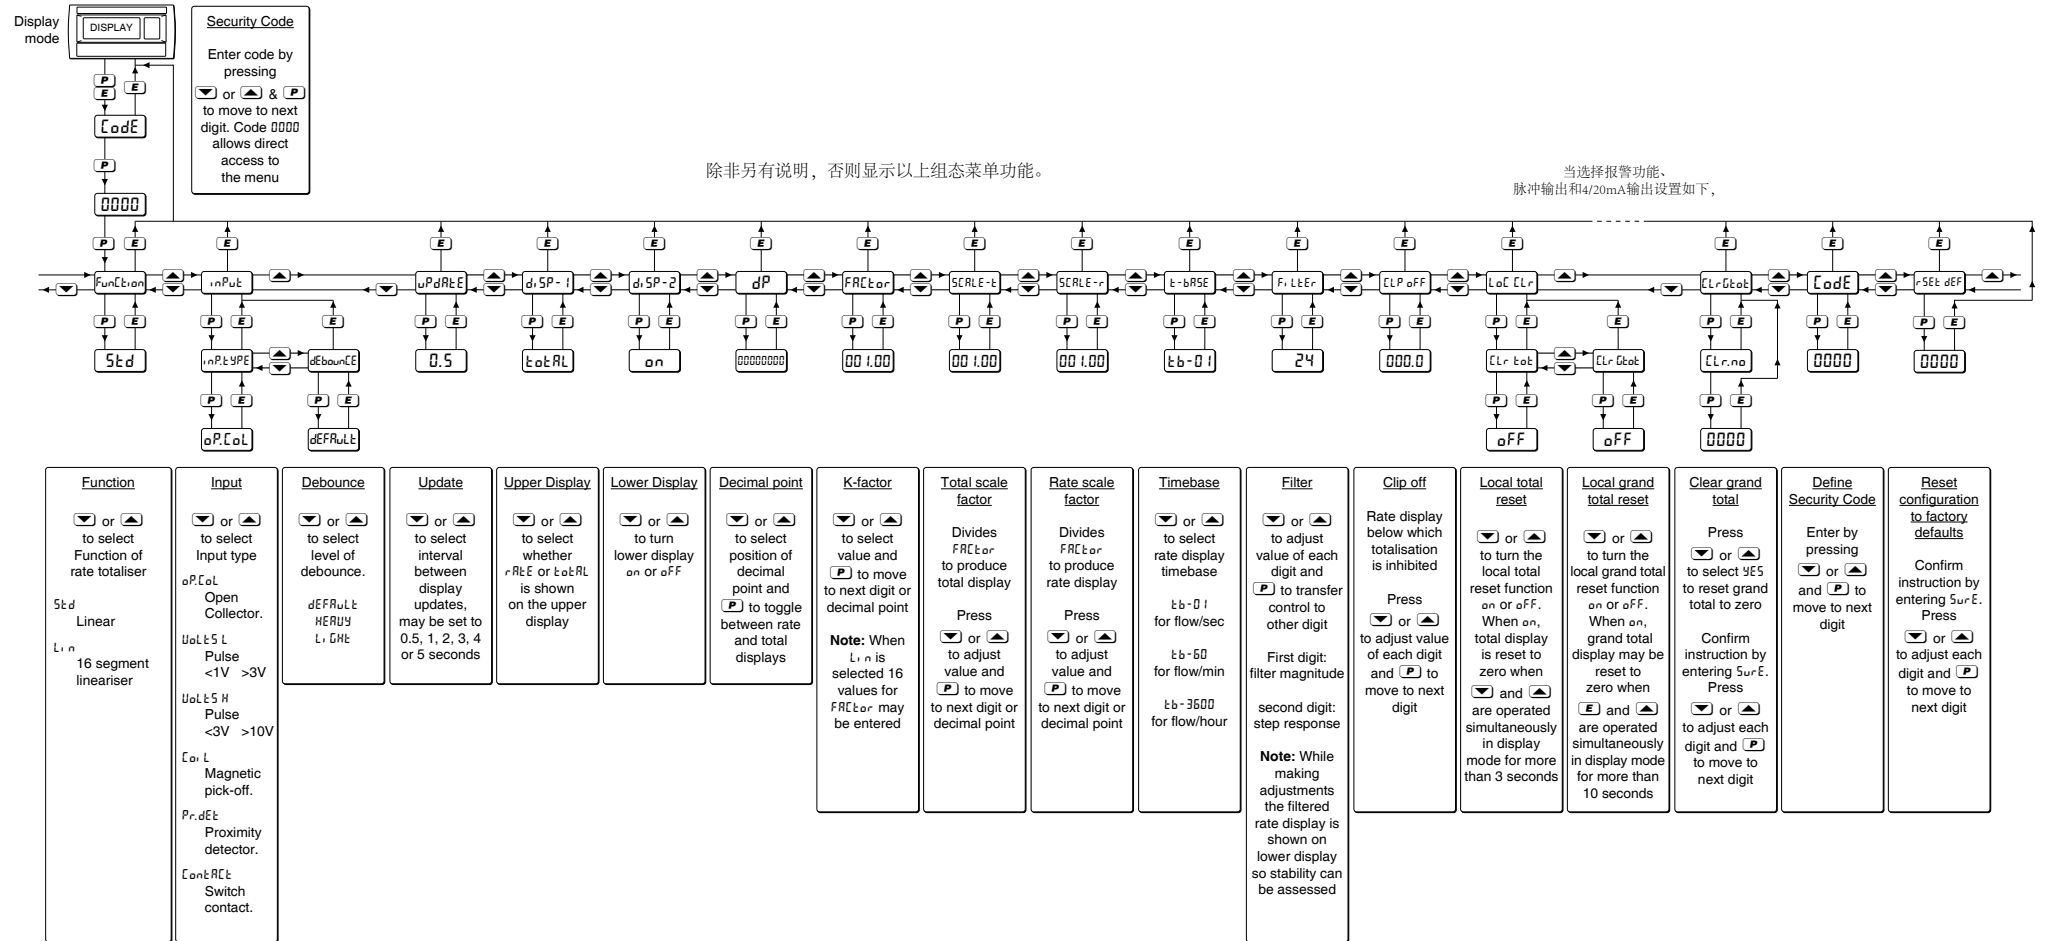 Display
mode
DISPLAY
Security Code
Enter code by
pressing
or & P
to move to next
digit. Code 0000
allows direct
access to
the menu
P
E
E
CodE
P
0000
除非另有说明，否则显示以上组态菜单功能。
当选择报警功能、
脉冲输出和4/20mA输出设置如下，
P E E E E E E E E E E E E E E E E
FunCtion inPut uPdAtE diSP-1 diSP-2 dP FACtor SCALE-t SCALE-r t-bASE FiLtEr CLP oFF LoC CLr CLrGtot CodE rSEt dEF
P E P E E P E P E P E P E P E P E P E P E P E P E P E E P E P E P E
Std inP.tYPE dEbounCE 0.5 totAL on 00000000 001.00 001.00 001.00 tb-01 24 000.0 CLr tot CLr Gtot CLr.no 0000 0000
P E P E P E P E P E
oP.CoL dEFAuLt oFF oFF 0000
Function
or
to select
Function of
rate totaliser
Std
Linear
Lin
16 segment
lineariser
Input
or
to select
Input type
oP.CoL
Open
Collector.
VoLtS L
Pulse
<1V >3V
VoLtS H
Pulse
<3V >10V
CoiL
Magnetic
pick-off.
Pr.dEt
Proximity
detector.
ContACt
Switch
contact.
Debounce
or
to select
level of
debounce.
dEFAuLt
HEAVY
LiGHt
Update
or
to select
interval
between
display
updates,
may be set to
0.5, 1, 2, 3, 4
or 5 seconds
Upper Display
or
to select
whether
rAtE or totAL
is shown
on the upper
display
Lower Display
or
to turn
lower display
on or oFF
Decimal point
or
to select
position of
decimal
point and
P to toggle
between rate
and total
displays
K-factor
or
to select
value and
P to move
to next digit or
decimal point
Note: When
Lin is
selected 16
values for
FACtor may
be entered
Total scale
factor
Divides
FACtor
to produce
total display
Press
or
to adjust
value and
P to move
to next digit or
decimal point
Rate scale
factor
Divides
FACtor
to produce
rate display
Press
or
to adjust
value and
P to move
to next digit or
decimal point
Timebase
or
to select
rate display
timebase
tb-01
for flow/sec
tb-60
for flow/min
tb-3600
for flow/hour
Filter
or
to adjust
value of each
digit and
P to transfer
control to
other digit
First digit:
filter magnitude
second digit:
step response
Note: While
making
adjustments
the filtered
rate display is
shown on
lower display
so stability can
be assessed
Clip off
Rate display
below which
totalisation
is inhibited
Press
or
to adjust value
of each digit
and P to
move to next
digit
Local total
reset
or
to turn the
local total
reset function
on or oFF.
When on,
total display
is reset to
zero when
and
are operated
simultaneously
in display
mode for more
than 3 seconds
Local grand
total reset
or
to turn the
local grand total
reset function
on or oFF.
When on,
grand total
display may be
reset to
zero when
E and
are operated
simultaneously
in display mode
for more than
10 seconds
Clear grand
total
Press
or
to select YES
to reset grand
total to zero
Confirm
instruction by
entering SurE.
Press
or
to adjust each
digit and P
to move to
next digit
Define
Security Code
Enter by
pressing
or
and P to
move to next
digit
Reset
configuration
to factory
defaults
Confirm
instruction by
entering SurE.
Press
or
to adjust each
digit and P
to move to
next digit